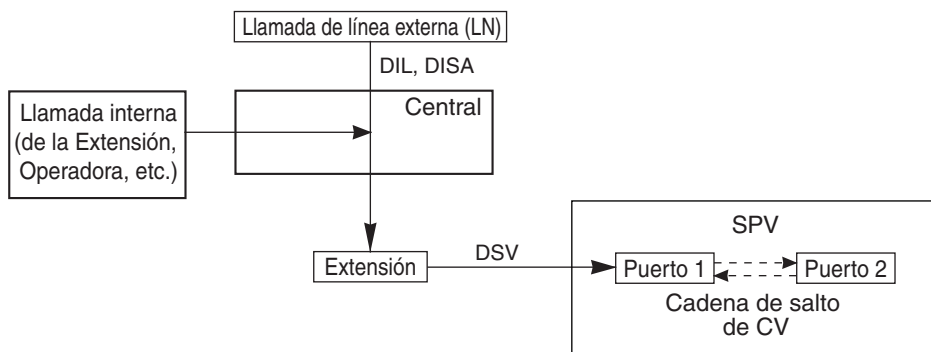 Llamada de línea externa (LN)
DIL, DISA
Central
Llamada interna
(de la Extensión,
Operadora, etc.)
SPV
Extensión
DSV
Puerto 1
Puerto 2
Cadena de salto
de CV